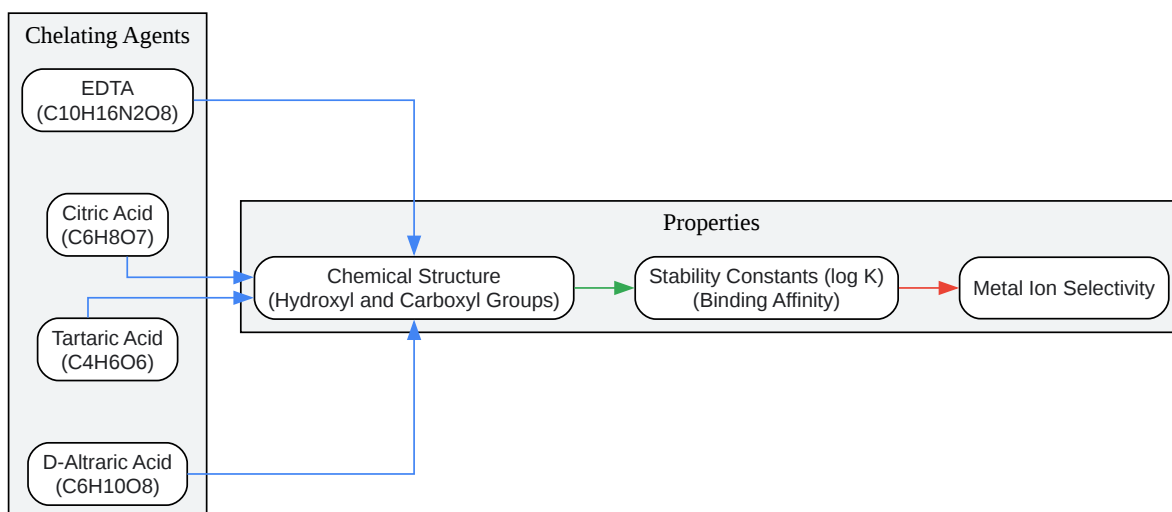 Chelating Agents
EDTA
(C10H16N2O8)
Citric Acid
(C6H8O7)
Tartaric Acid
(C4H6O6)
D-Altraric Acid
(C6H10O8)
Properties
Chemical Structure
(Hydroxyl and Carboxyl Groups)
Stability Constants (log K)
(Binding Affinity)
Metal Ion Selectivity